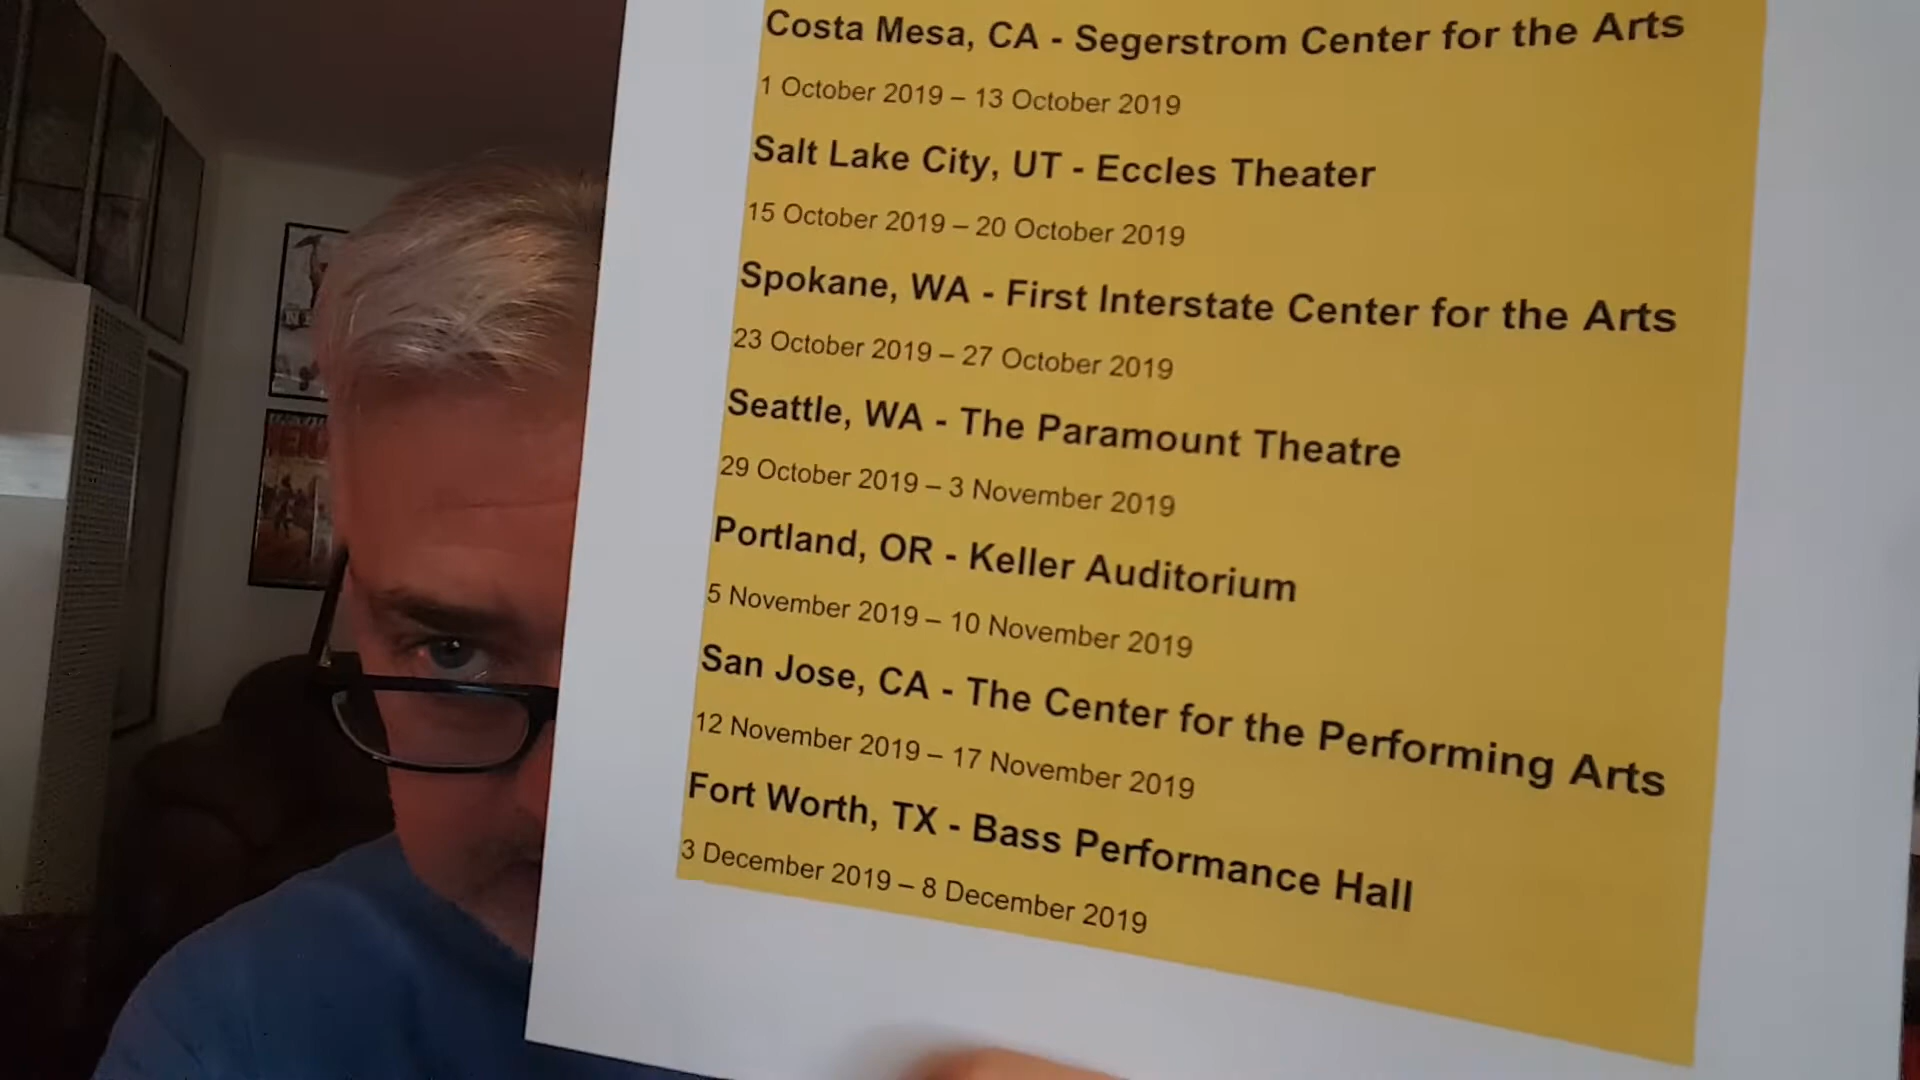 Costa Mesa, CA - Segerstrom Center for the Arts
1 October 2019 – 13 October 2019
Salt Lake City, UT - Eccles Theater
15 October 2019 – 20 October 2019
Spokane, WA - First Interstate Center for the Arts
23 October 2019 – 27 October 2019
Seattle, WA - The Paramount Theatre
29 October 2019 – 3 November 2019
Portland, OR - Keller Auditorium
5 November 2019 – 10 November 2019
San Jose, CA - The Center for the Performing Arts
12 November 2019 – 17 November 2019
Fort Worth, TX - Bass Performance Hall
3 December 2019 – 8 December 2019